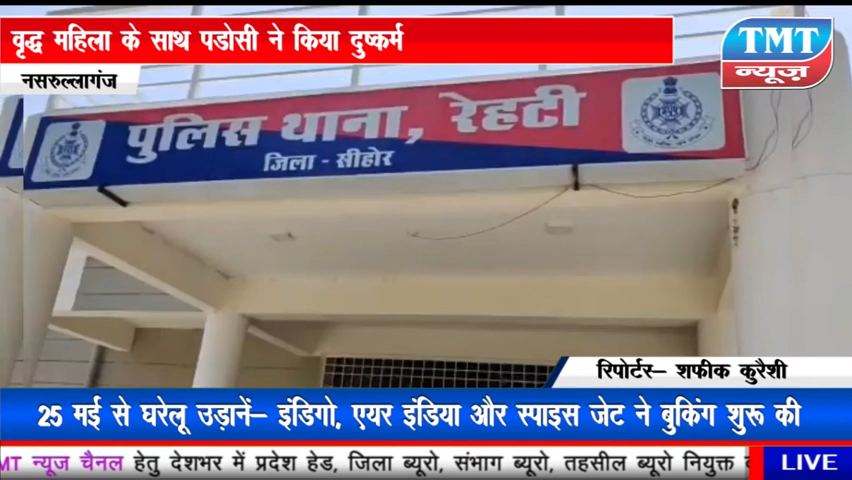 वृद्ध महिला के साथ पडोसी ने किया दुष्कर्म
TMT
न्यूज़
नसरुल्लागंज
पुलिस थाना, रेहटी
जिला - सीहोर
रिपोर्टर– शफीक कुरैशी
25 मई से घरेलू उड़ानें– इंडिगो, एयर इंडिया और स्पाइस जेट ने बुकिंग शुरू की
MT न्यूज चैनल हेतु देशभर में प्रदेश हेड, जिला ब्यूरो, संभाग ब्यूरो, तहसील ब्यूरो नियुक्त
LIVE